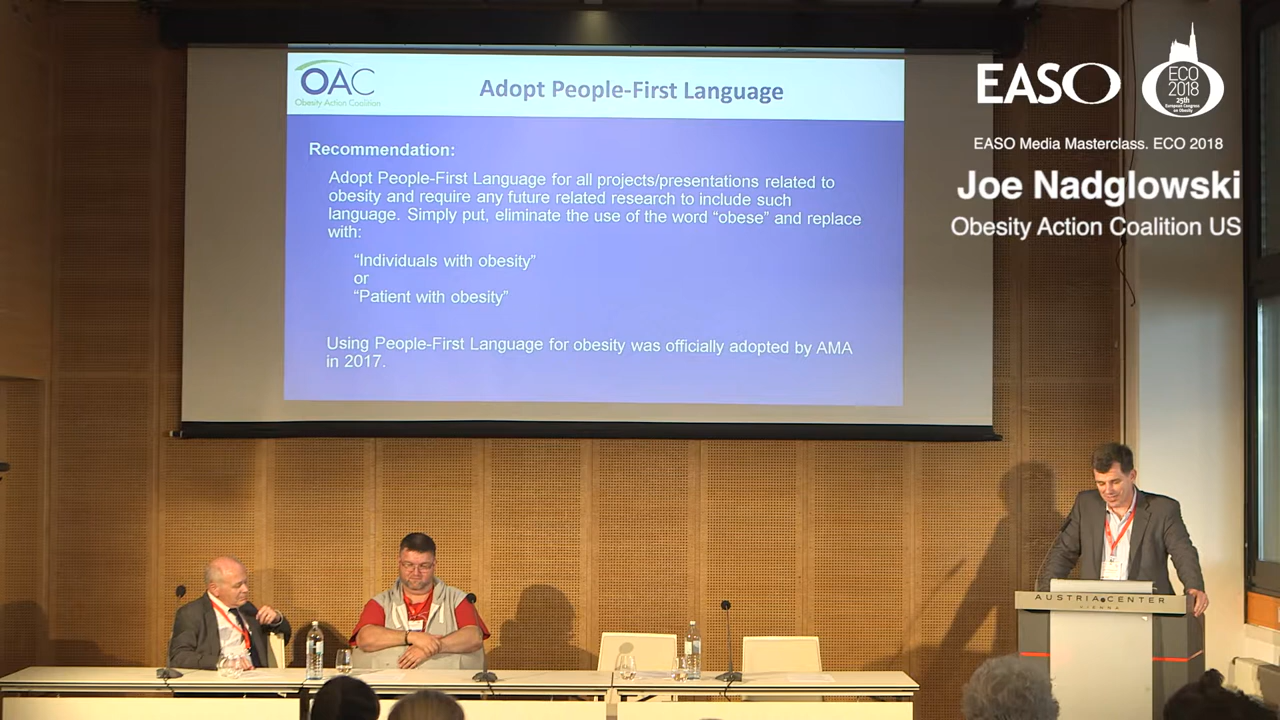 OAC
Obesity Action Coalition
Adopt People-First Language
Recommendation:
Adopt People-First Language for all projects/presentations related to
obesity and require any future related research to include such
language. Simply put, eliminate the use of the word “obese” and replace
with:
“Individuals with obesity”
or
“Patient with obesity”
Using People-First Language for obesity was officially adopted by AMA
in 2017.
EASO
ECO
2018
25th
European Congress
on Obesity
EASO Media Masterclass. ECO 2018
Joe Nadglowski
Obesity Action Coalition US
AUSTRIA CENTER
VIENNA